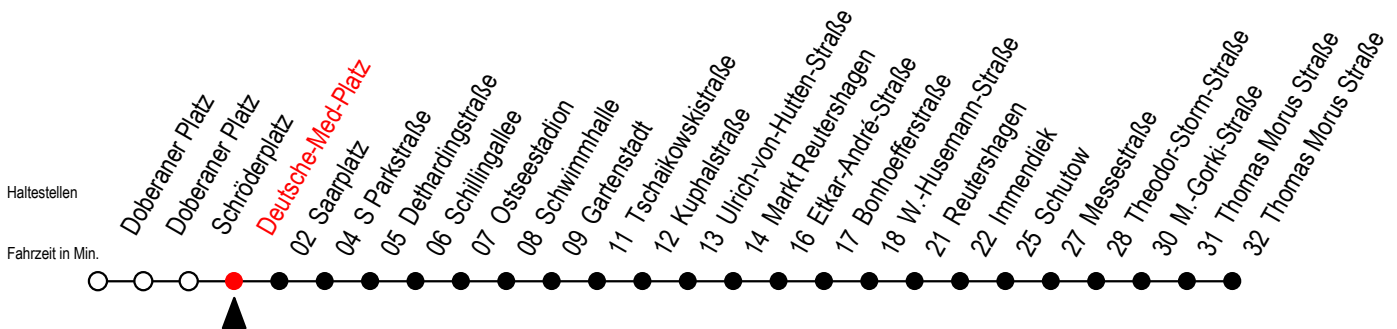 Haltestellen
Fahrzeit in Min.
Doberaner Platz
Doberaner Platz
Schröderplatz
Deutsche-Med-Platz
02 Saarplatz
04 S Parkstraße
05 Dethardingstraße
06 Schillingallee
07 Ostseestadion
08 Schwimmhalle
09 Gartenstadt
11 Tschaikowskistraße
12 Kuphalstraße
13 Ulrich-von-Hutten-Straße
14 Markt Reutershagen
16 Etkar-André-Straße
17 Bonhoefferstraße
18 W.-Husemann-Straße
21 Reutershagen
22 Immendiek
25 Schutow
27 Messestraße
28 Theodor-Storm-Straße
30 M.-Gorki-Straße
31 Thomas Morus Straße
32 Thomas Morus Straße